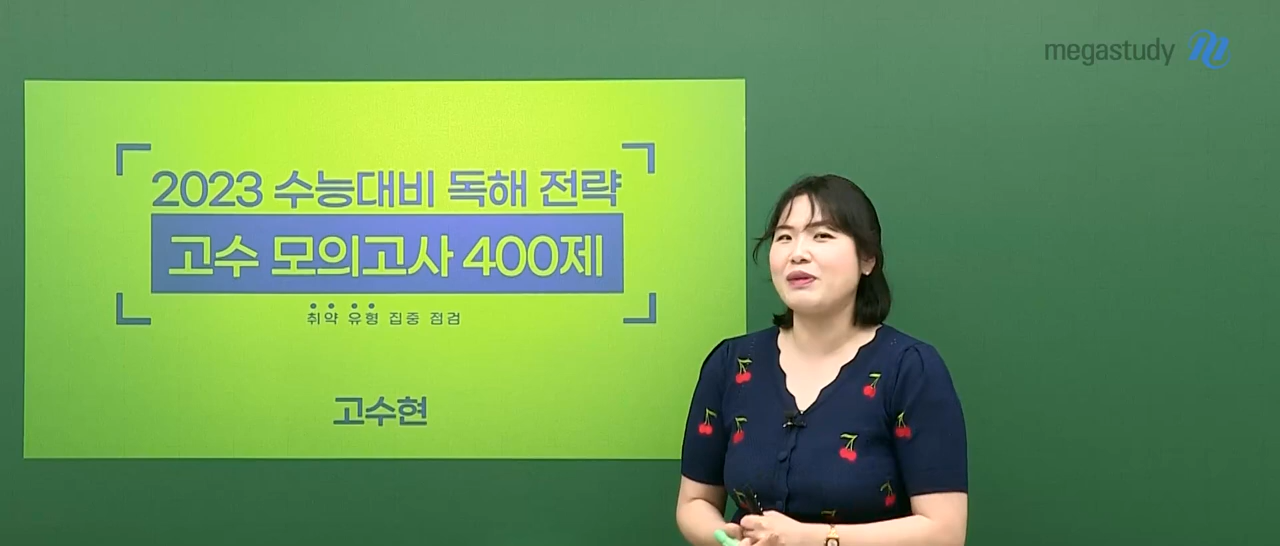 megastudy
2023 수능대비 독해 전략
고수 모의고사 400제
취약 유형 집중 점검
고수현